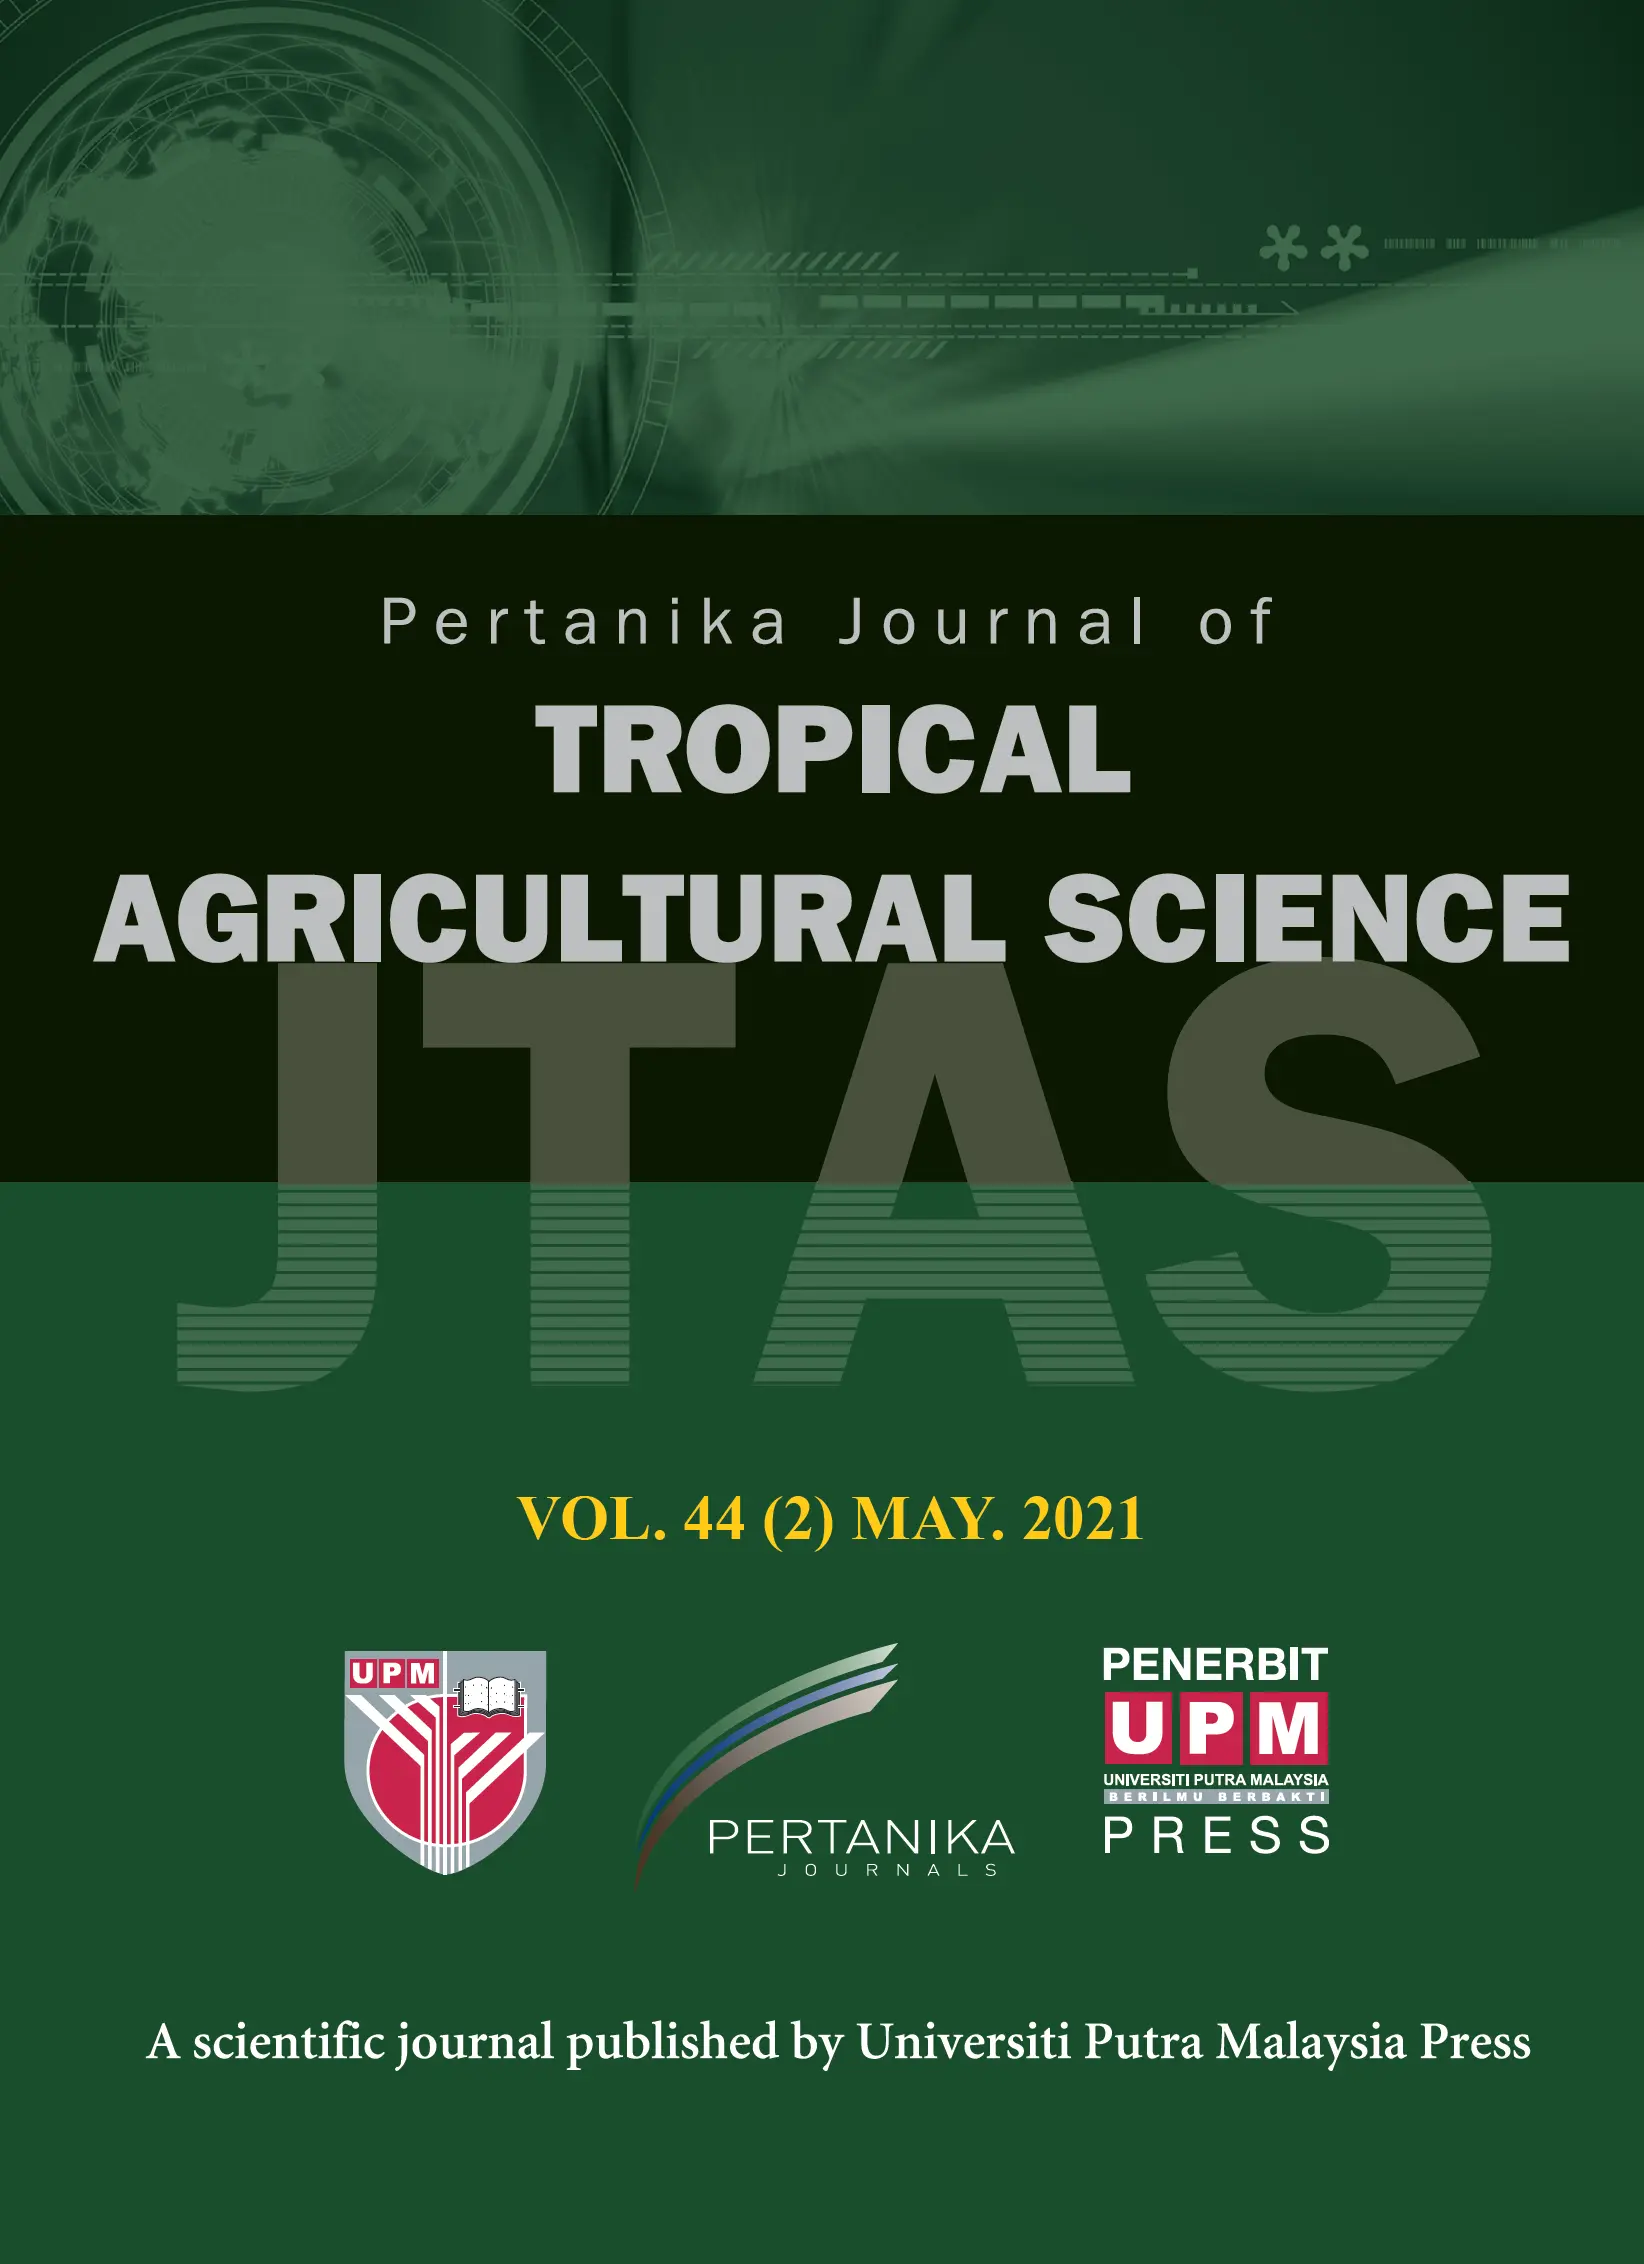 Pertanika Journal of
TROPICAL
AGRICULTURAL SCIENCE
JTAS
VOL. 44 (2) MAY. 2021
UPM
PERTANIKA
JOURNALS
PENERBIT
UPM
UNIVERSITI PUTRA MALAYSIA
BERILMU BERBAKTI
PRESS
A scientific journal published by Universiti Putra Malaysia Press